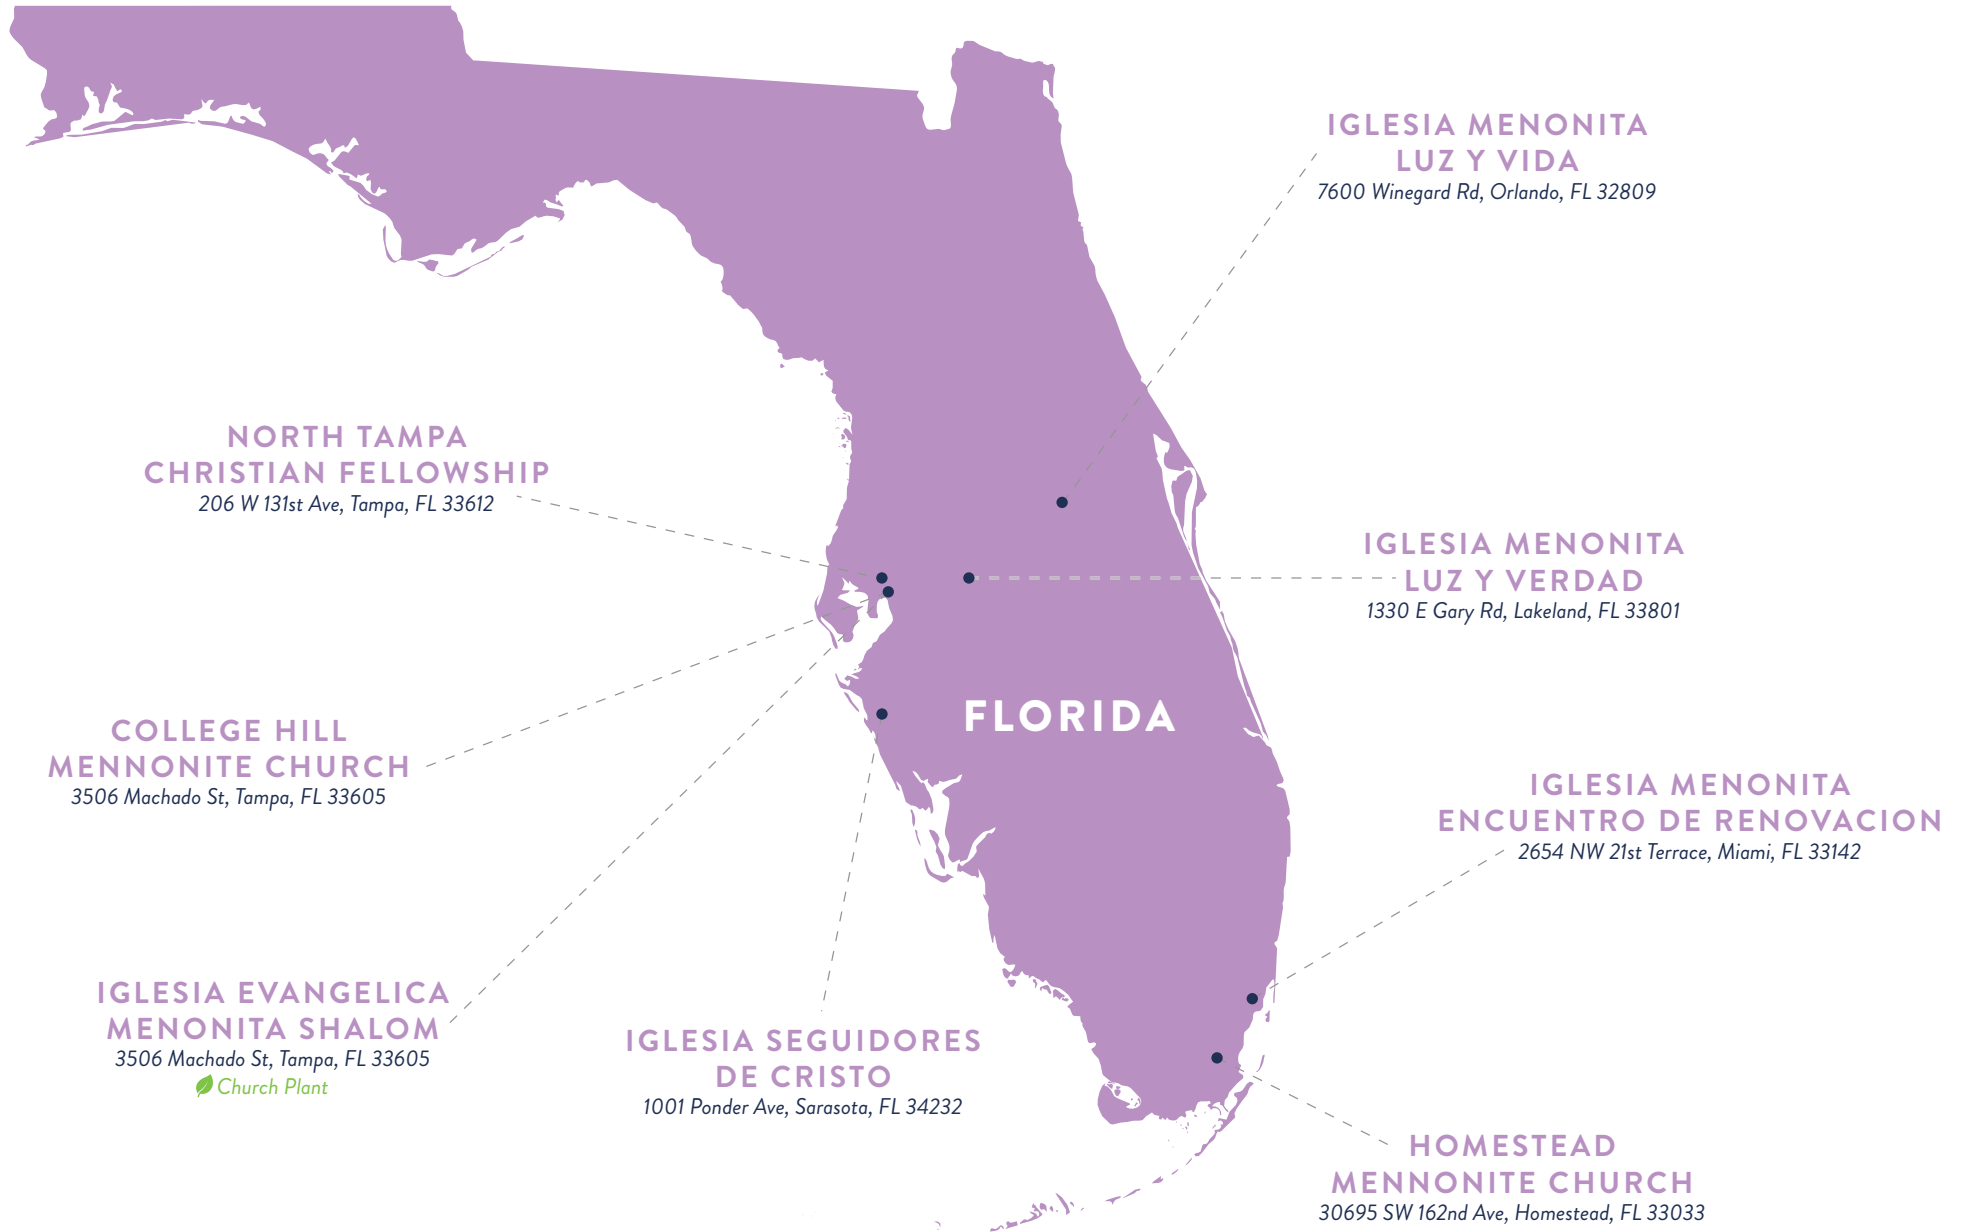 IGLESIA MENONITA
LUZ Y VIDA
7600 Winegard Rd, Orlando, FL 32809
NORTH TAMPA
CHRISTIAN FELLOWSHIP
206 W 131st Ave, Tampa, FL 33612
IGLESIA MENONITA
LUZ Y VERDAD
1330 E Gary Rd, Lakeland, FL 33801
FLORIDA
COLLEGE HILL
MENNONITE CHURCH
3506 Machado St, Tampa, FL 33605
IGLESIA MENONITA
ENCUENTRO DE RENOVACION
2654 NW 21st Terrace, Miami, FL 33142
IGLESIA EVANGELICA
MENONITA SHALOM
3506 Machado St, Tampa, FL 33605
Church Plant
IGLESIA SEGUIDORES
DE CRISTO
1001 Ponder Ave, Sarasota, FL 34232
HOMESTEAD
MENNONITE CHURCH
30695 SW 162nd Ave, Homestead, FL 33033